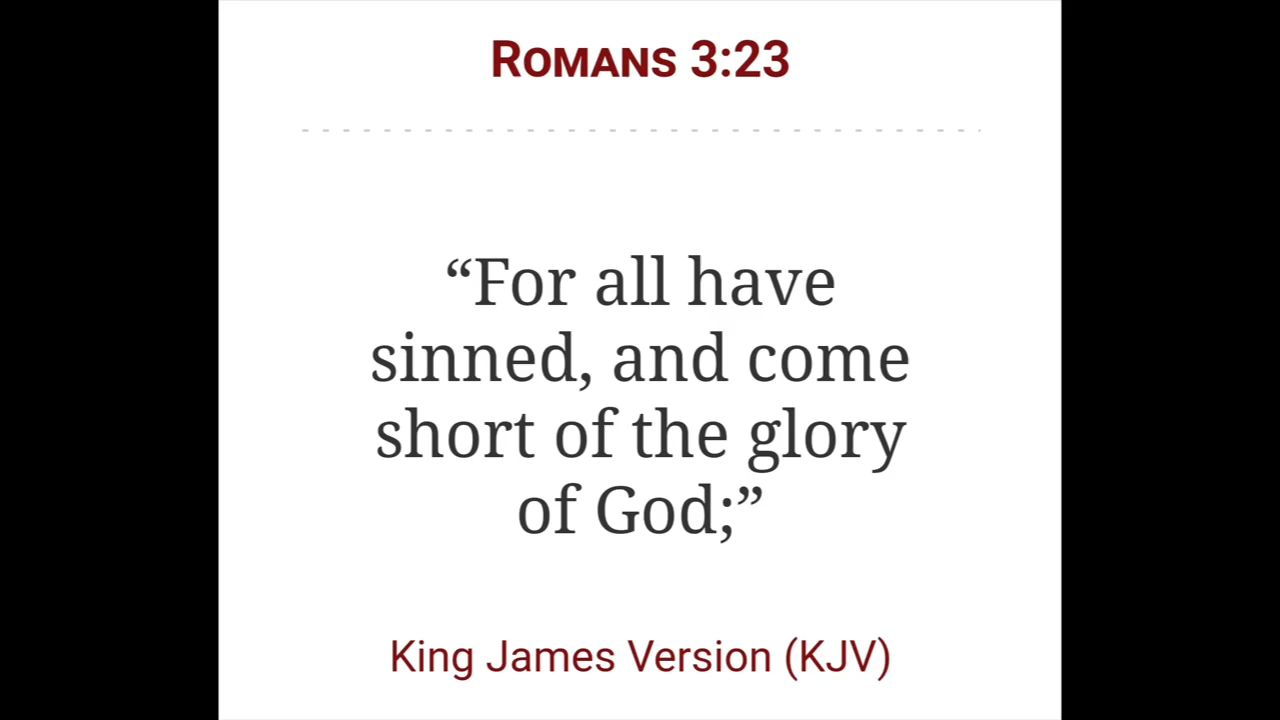 Romans 3:23
“For all have
sinned, and come
short of the glory
of God;”
King James Version (KJV)